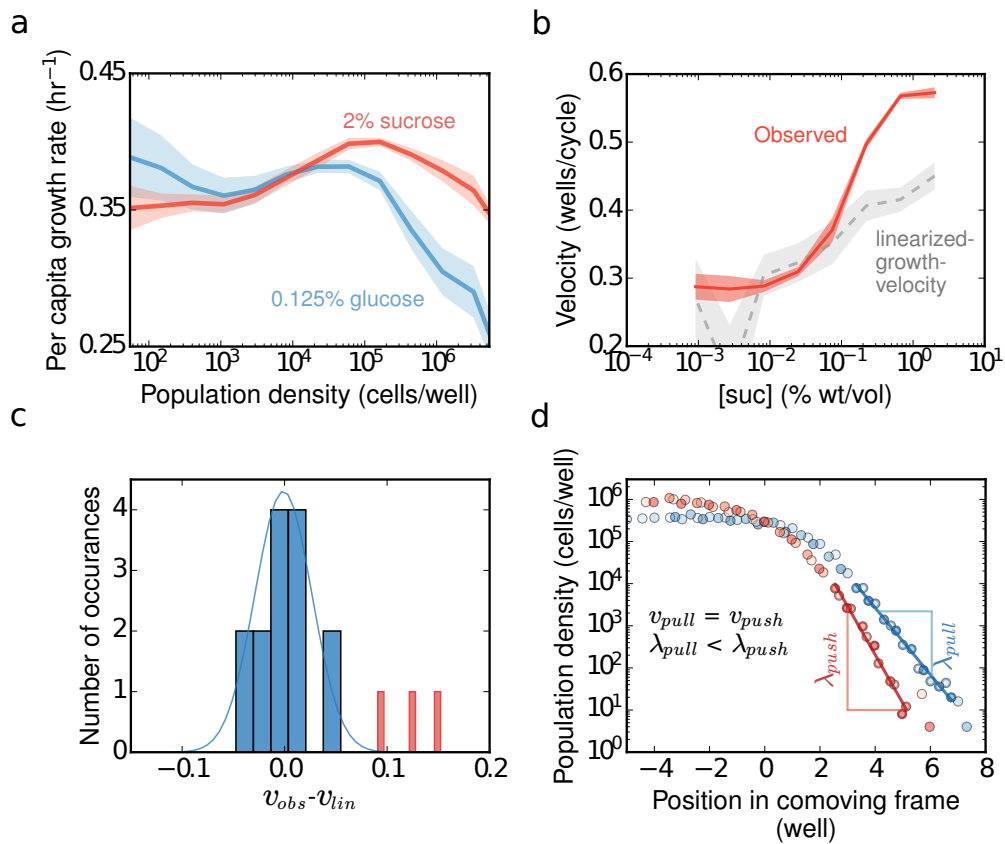 a
Per capita growth rate (hr⁻¹)
0.45
0.35
0.25
2% sucrose
0.125% glucose
10² 10³ 10⁴ 10⁵ 10⁶
Population density (cells/well)
b
Velocity (wells/cycle)
0.6
0.5
0.4
0.3
0.2
Observed
linearized-
growth-
velocity
10⁻⁴ 10⁻³ 10⁻² 10⁻¹ 10⁰ 10¹
[suc] (% wt/vol)
c
Number of occurances
4
3
2
1
0
−0.1 0.0 0.1 0.2
v_obs-v_lin
d
Population density (cells/well)
10⁶
10⁵
10⁴
10³
10²
10¹
10⁰
v_pull = v_push
λ_pull < λ_push
λ_push
λ_pull
−4 −2 0 2 4 6 8
Position in comoving frame
(well)